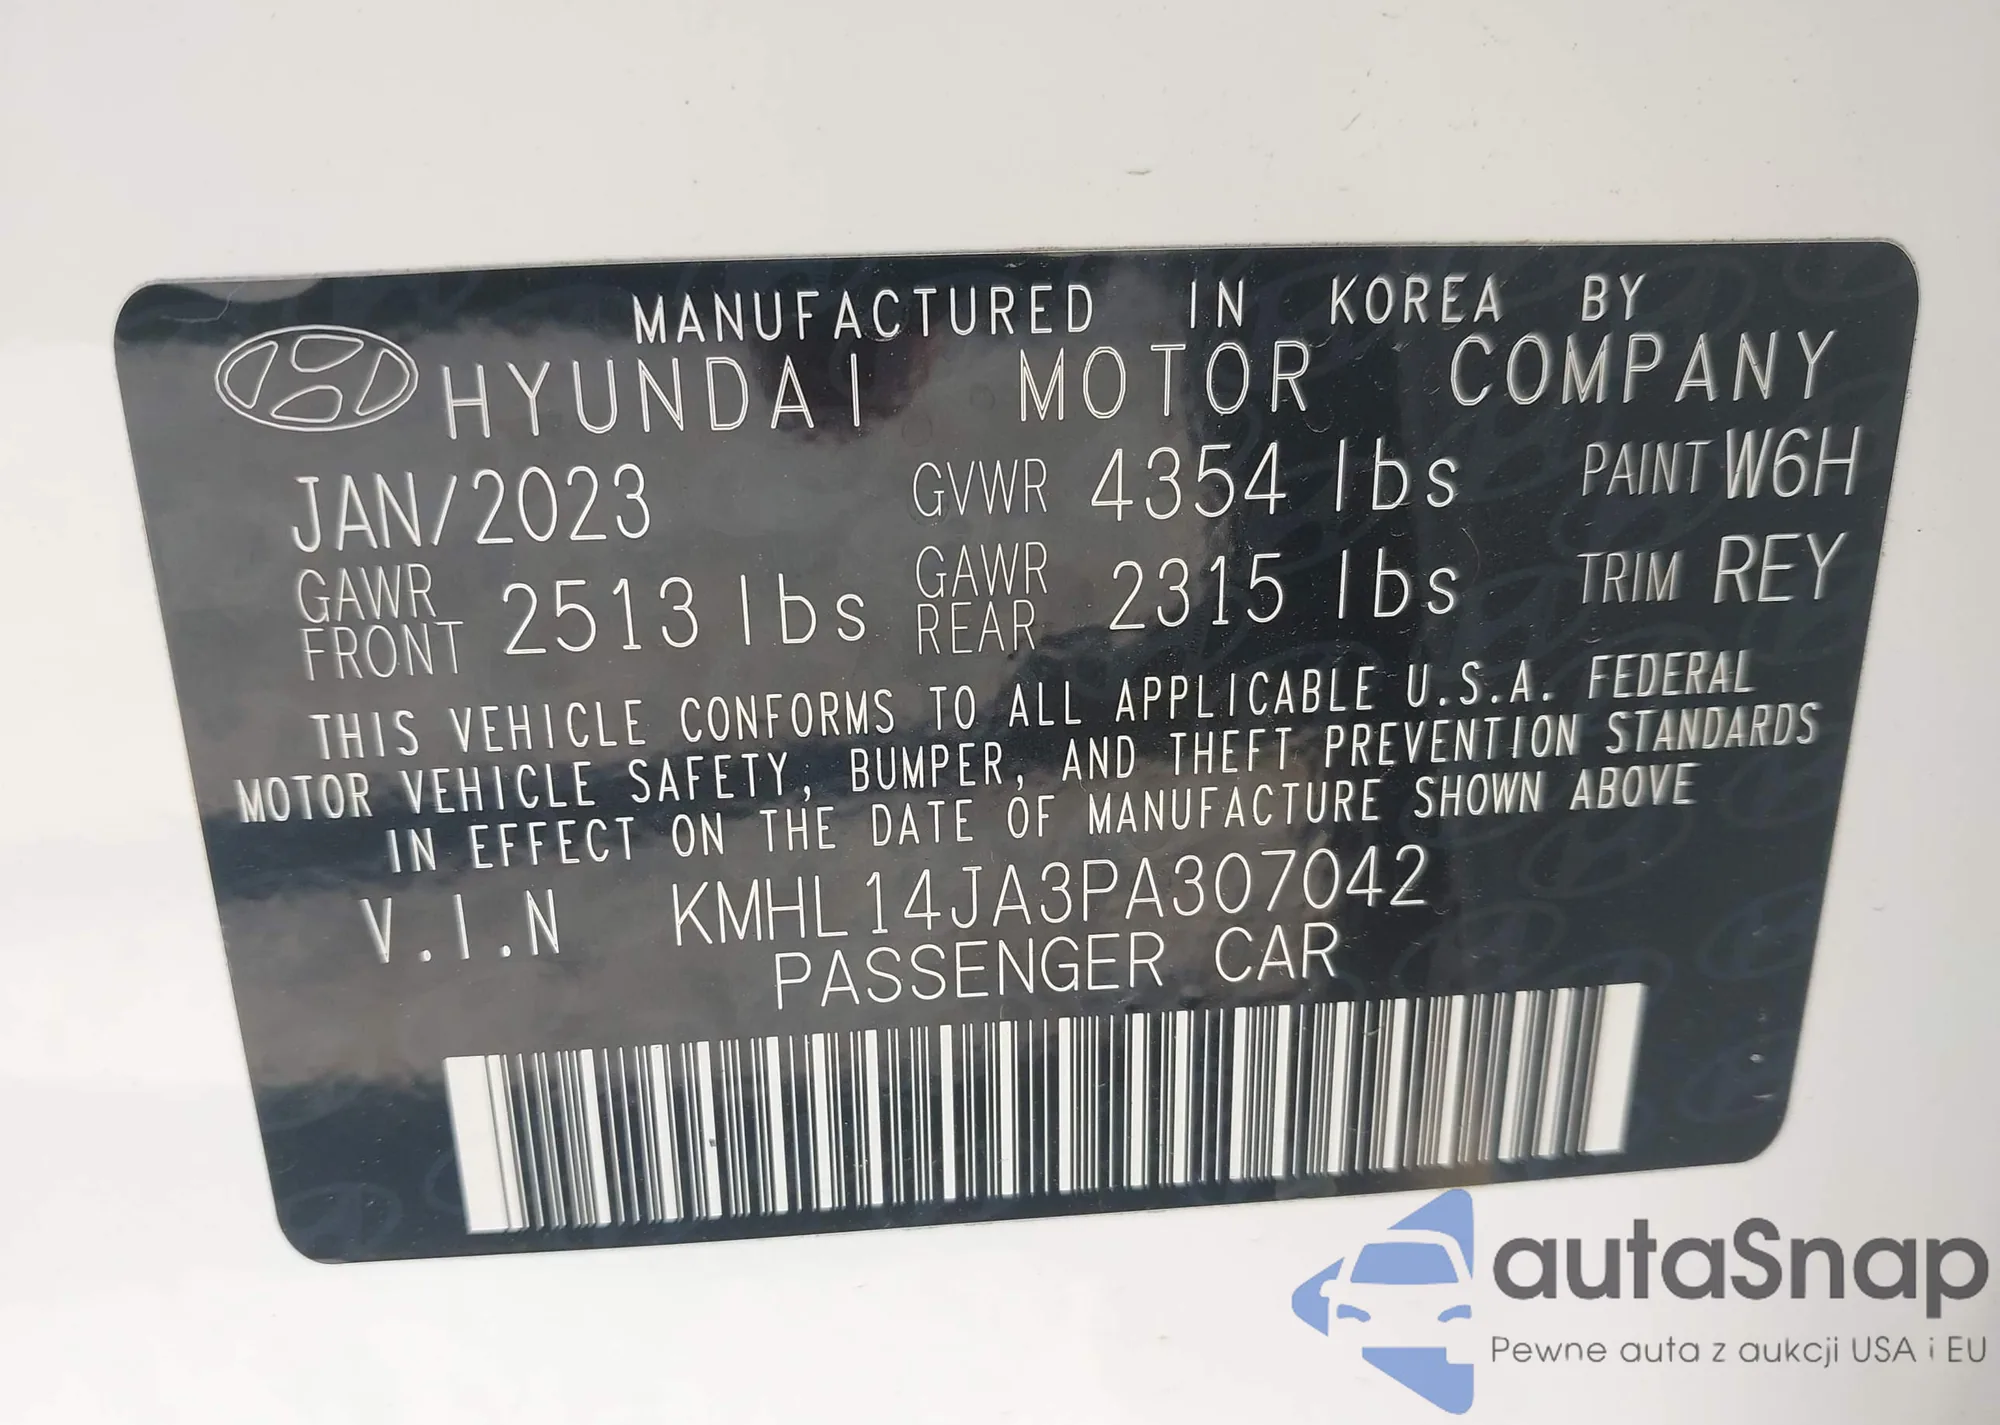 MANUFACTURED IN KOREA BY
HYUNDAI MOTOR COMPANY
JAN/2023 GVWR 4354 lbs PAINT W6H
GAWR FRONT 2513 lbs GAWR REAR 2315 lbs TRIM REY
THIS VEHICLE CONFORMS TO ALL APPLICABLE U.S.A. FEDERAL
MOTOR VEHICLE SAFETY, BUMPER, AND THEFT PREVENTION STANDARDS
IN EFFECT ON THE DATE OF MANUFACTURE SHOWN ABOVE
V.I.N KMHL14JA3PA307042
PASSENGER CAR
autaSnap
Pewne auta z aukcji USA i EU